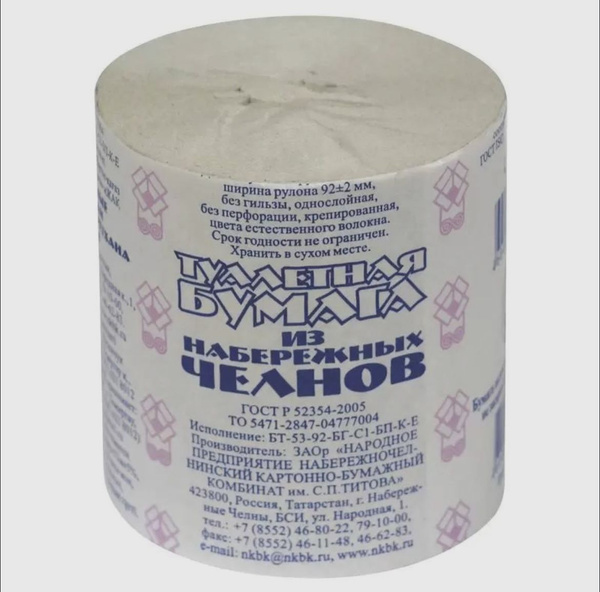 ширина рулона 92±2 мм,
без гильзы, однослойная,
без перфорации, крепированная,
цвета естественного волокна.
Срок годности не ограничен.
Хранить в сухом месте.
ТУАЛЕТНАЯ
БУМАГА
ИЗ
НАБЕРЕЖНЫХ
ЧЕЛНОВ
ГОСТ Р 52354-2005
ТО 5471-2847-04777004
Исполнение: БТ-53-92-БГ-С1-БП-К-Е
Производитель: ЗАОр «НАРОДНОЕ
ПРЕДПРИЯТИЕ НАБЕРЕЖНОЧЕЛ-
НИНСКИЙ КАРТОННО-БУМАЖНЫЙ
КОМБИНАТ им. С.П.ТИТОВА»
423800, Россия, Татарстан, г. Набереж-
ные Челны, БСИ, ул. Народная, 1.
тел.: +7 (8552) 46-80-22, 79-10-00,
факс: +7 (8552) 46-11-48, 46-62-83,
e-mail: nkbk@nkbk.ru, www.nkbk.ru
ГОСТ ISO
Бумага